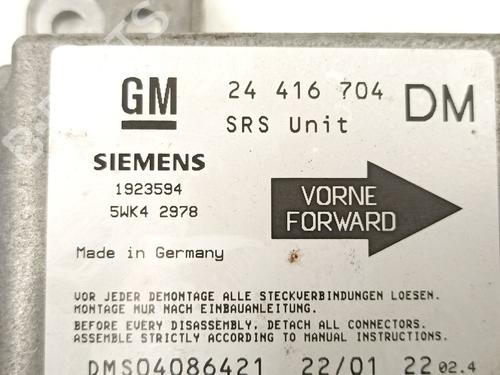 GM
24 416 704
DM
SRS Unit
SIEMENS
1923594
5WK4 2978
VORNE
FORWARD
Made in Germany
VOR JEDER DEMONTAGE ALLE STECKVERBINDUNGEN LOESEN.
MONTAGE NUR NACH EINBAUANLEITUNG.
BEFORE EVERY DISASSEMBLY, DETACH ALL CONNECTORS.
ASSEMBLE STRICTLY ACCORDING TO MANUAL INSTRUCTIONS.
DMS04086421 22/01 22 02.4